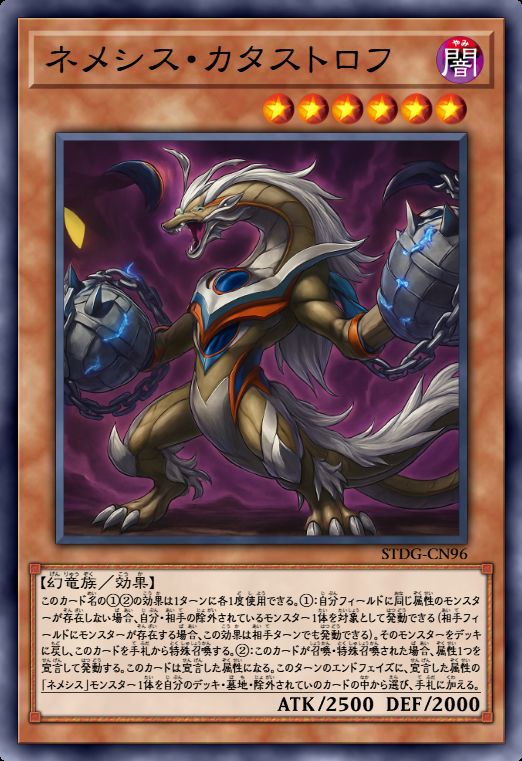 ネメシス・カタストロフ
闇
STDG-CN96
【幻竜族／効果】
このカード名の①②の効果は1ターンに各1度使用できる。①：自分フィールドに同じ属性のモンスタ
ーが存在しない場合、自分・相手の除外されているモンスター1体を対象として発動できる（相手フィ
ールドにモンスターが存在する場合、この効果は相手ターンでも発動できる）。そのモンスターをデッキ
に戻し、このカードを手札から特殊召喚する。②：このカードが召喚・特殊召喚された場合、属性1つを
宣言して発動する。このカードは宣言した属性になる。このターンのエンドフェイズに、宣言した属性の
「ネメシス」モンスター1体を自分のデッキ・墓地・除外されていのカードの中から選び、手札に加える。
ATK/2500 DEF/2000